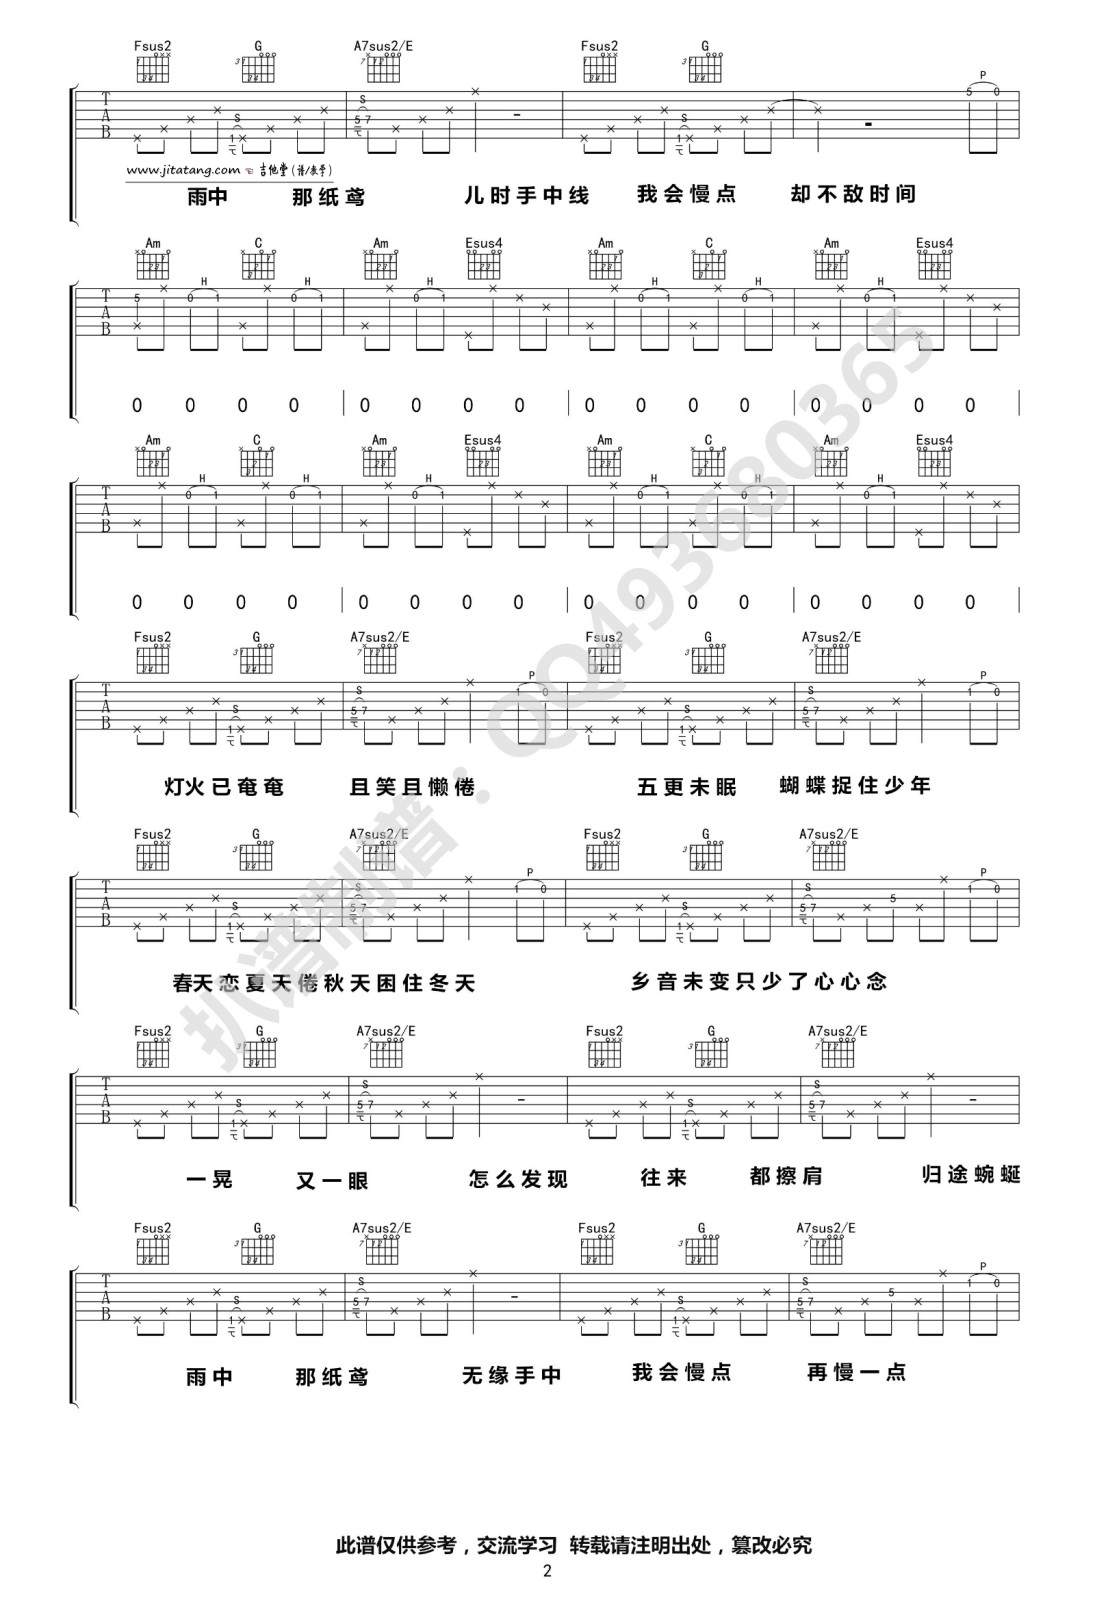 Fsus2 G A7sus2/E Fsus2 G
www.jitatang.com 吉他堂(谱/教学)
雨中 那纸鸢 儿时手中线 我会慢点 却不敌时间
Am C Am Esus4 Am C Am Esus4
0 0 0 0 0 0 0 0 0 0 0 0 0 0 0 0
Am C Am Esus4 Am C Am Esus4
0 0 0 0 0 0 0 0 0 0 0 0 0 0 0 0
Fsus2 G A7sus2/E Fsus2 G A7sus2/E
灯火已奄奄 且笑且懒倦 五更未眠 蝴蝶捉住少年
Fsus2 G A7sus2/E Fsus2 G A7sus2/E
春天恋夏天倦秋天困住冬天 乡音未变只少了心心念
Fsus2 G A7sus2/E Fsus2 G A7sus2/E
一晃 又一眼 怎么发现 往来 都擦肩 归途蜿蜒
Fsus2 G A7sus2/E Fsus2 G A7sus2/E
雨中 那纸鸢 无缘手中 我会慢点 再慢一点
扒谱制谱：QQ493680365
此谱仅供参考，交流学习 转载请注明出处，篡改必究
2